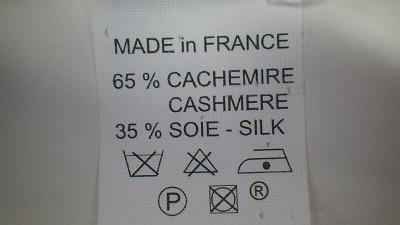 MADE in FRANCE
65 % CACHEMIRE
CASHMERE
35 % SOIE - SILK
P ®